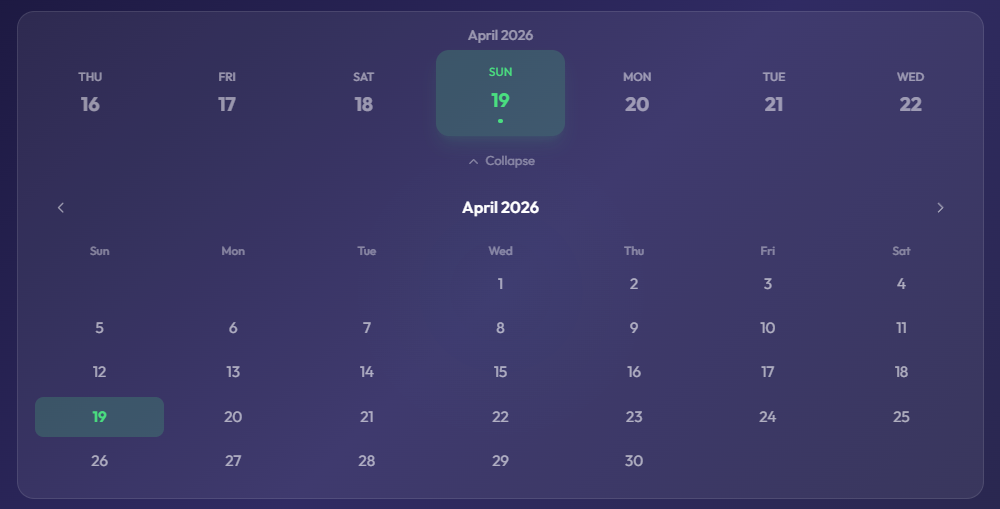 April 2026
THU FRI SAT SUN MON TUE WED
16 17 18 19 20 21 22
Collapse
April 2026
Sun Mon Tue Wed Thu Fri Sat
1 2 3 4
5 6 7 8 9 10 11
12 13 14 15 16 17 18
19 20 21 22 23 24 25
26 27 28 29 30